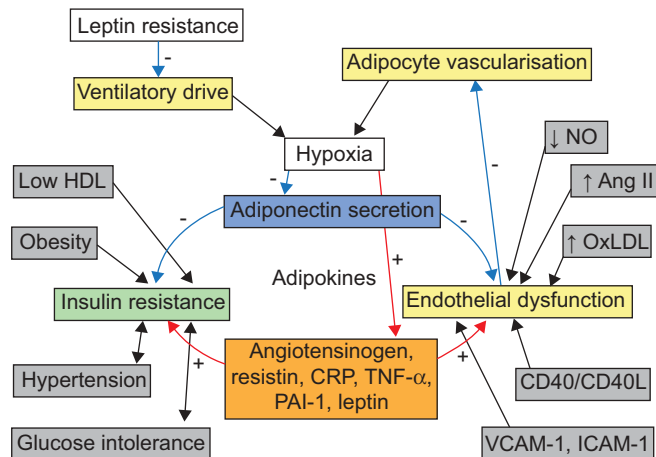 Leptin resistance
-
Ventilatory drive
Adipocyte vascularisation
Hypoxia
↓ NO
Low HDL
-
-
↑ Ang II
Adiponectin secretion
-
-
Obesity
↑ OxLDL
+
Adipokines
Insulin resistance
Endothelial dysfunction
Angiotensinogen,
resistin, CRP, TNF-α,
PAI-1, leptin
+
+
Hypertension
CD40/CD40L
Glucose intolerance
VCAM-1, ICAM-1